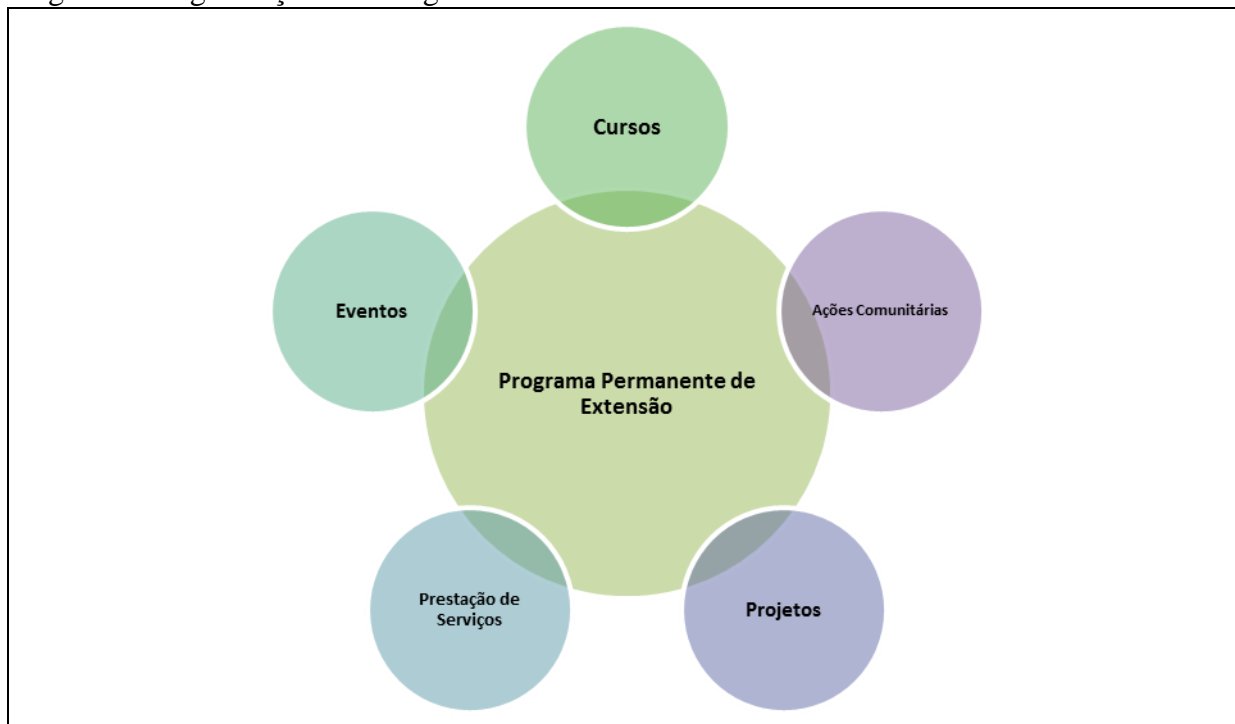 Cursos
Eventos
Ações Comunitárias
Programa Permanente de
Extensão
Prestação de
Serviços
Projetos